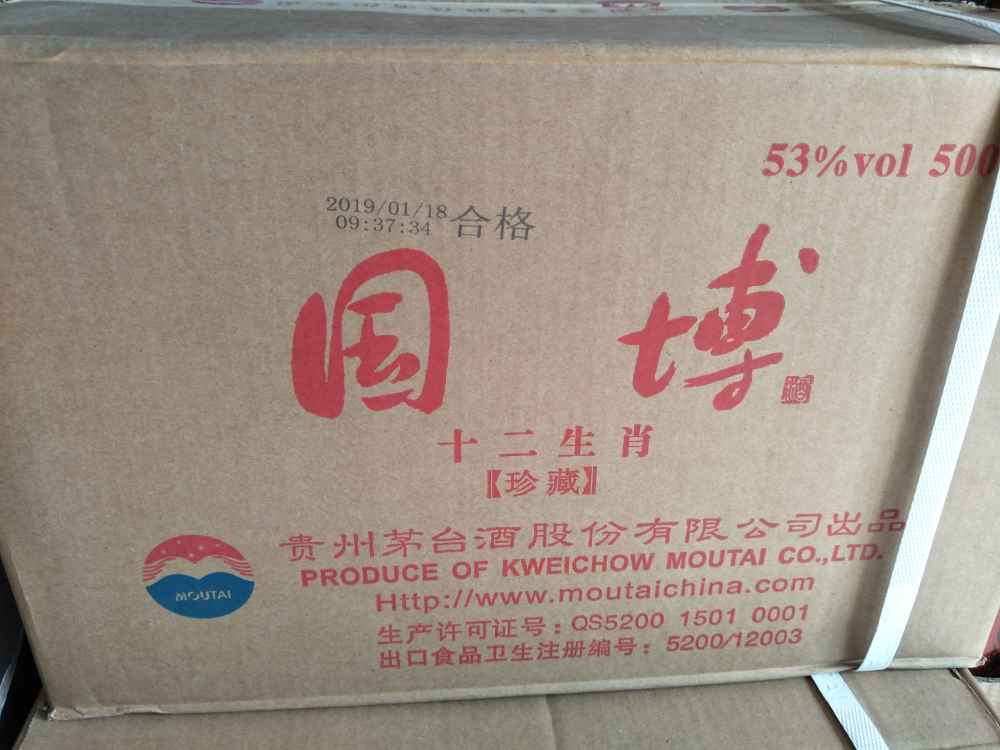 53%vol 500
2019/01/18
09:37:34 合格
国博
十二生肖
【珍藏】
贵州茅台酒股份有限公司出品
PRODUCE OF KWEICHOW MOUTAI CO.,LTD.
MOUTAI
Http://www.moutaichina.com
生产许可证号：QS5200 1501 0001
出口食品卫生注册编号：5200/12003